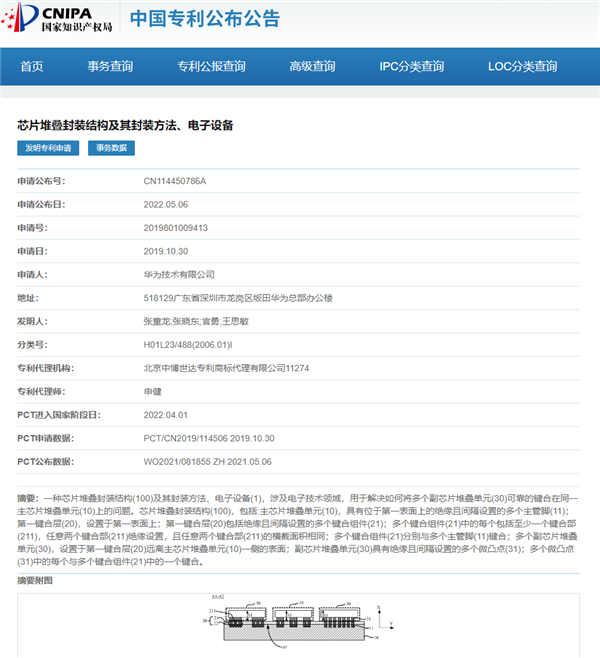 CNIPA
国家知识产权局
中国专利公布公告
首页 事务查询 专利公报查询 高级查询 IPC分类查询 LOC分类查询
芯片堆叠封装结构及其封装方法、电子设备
发明专利申请 事务数据
申请公布号： CN114450786A
申请公布日： 2022.05.06
申请号： 2019801009413
申请日： 2019.10.30
申请人： 华为技术有限公司
地址： 518129广东省深圳市龙岗区坂田华为总部办公楼
发明人： 张童龙;张晓东;官勇;王思敏
分类号： H01L23/488(2006.01)I
专利代理机构： 北京中博世达专利商标代理有限公司11274
专利代理师： 申健
PCT进入国家阶段日： 2022.04.01
PCT申请数据： PCT/CN2019/114506 2019.10.30
PCT公布数据： WO2021/081855 ZH 2021.05.06
摘要： 一种芯片堆叠封装结构(100)及其封装方法、电子设备(1)，涉及电子技术领域，用于解决如何将多个副芯片堆叠单元(30)可靠的键合在同一
主芯片堆叠单元(10)上的问题。芯片堆叠封装结构(100)，包括:主芯片堆叠单元(10)，具有位于第一表面上的绝缘且间隔设置的多个主管脚(11)；
第一键合层(20)，设置于第一表面上；第一键合层(20)包括绝缘且间隔设置的多个键合组件(21)；多个键合组件(21)中的每个包括至少一个键合部
(211)，任意两个键合部(211)绝缘设置，且任意两个键合部(211)的横截面积相同；多个键合组件(21)分别与多个主管脚(11)键合；多个副芯片堆叠
单元(30)，设置于第一键合层(20)远离主芯片堆叠单元(10)一侧的表面；副芯片堆叠单元(30)具有绝缘且间隔设置的多个微凸点(31)；多个微凸点
(31)中的每个与多个键合组件(21)中的一个键合。
摘要附图
A1-A2
30 30 30
X
Y